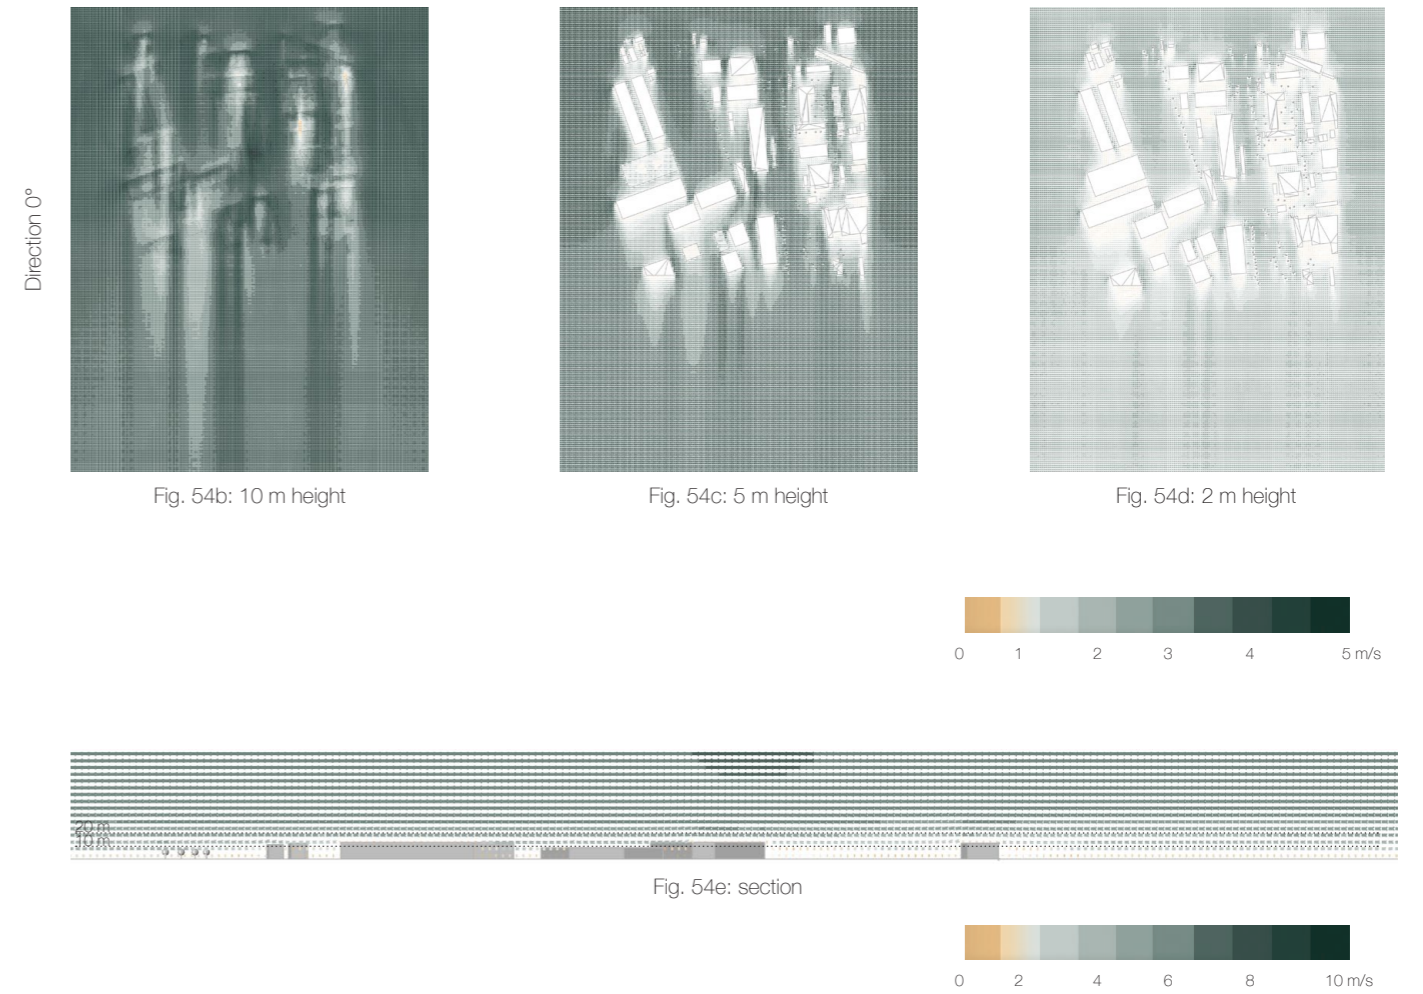 Direction 0°
Fig. 54b: 10 m height
Fig. 54c: 5 m height
Fig. 54d: 2 m height
0 1 2 3 4 5 m/s
20 m
10 m
Fig. 54e: section
0 2 4 6 8 10 m/s